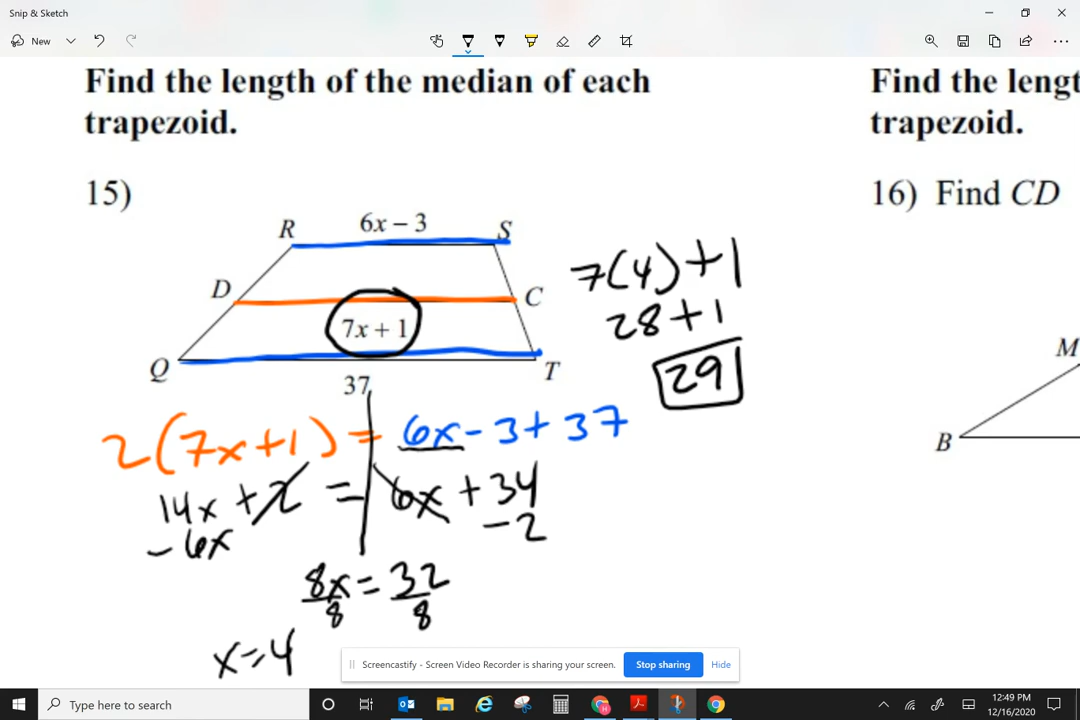 Snip & Sketch
New
Find the length of the median of each
trapezoid.
15)
R
6x – 3
S
D
C
7x + 1
Q
T
37
7(4)+1
28+1
29
2(7x+1) = 6x-3+37
14x+2 = 6x+34
-6x
-2
8x=32
8
8
x=4
Find the lengt
trapezoid.
16) Find CD
M
B
Screencastify - Screen Video Recorder is sharing your screen.
Stop sharing
Hide
Type here to search
12:49 PM
12/16/2020